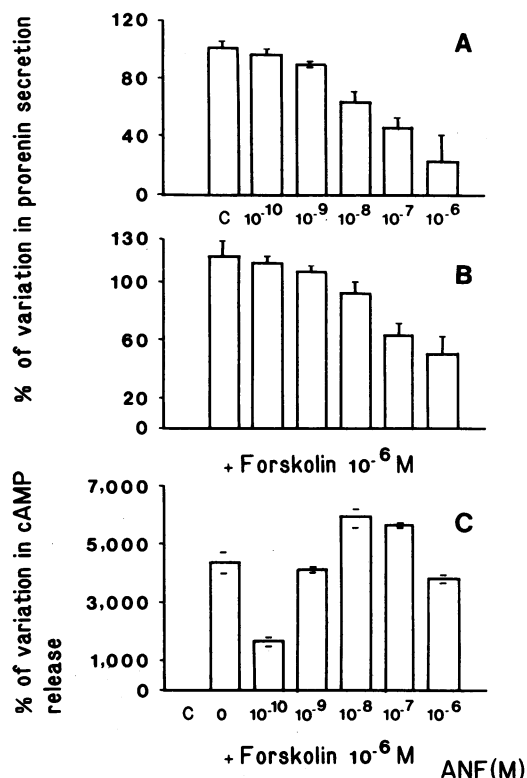 % of variation in prorenin secretion
120
80
40
0
A
C 10⁻¹⁰ 10⁻⁹ 10⁻⁸ 10⁻⁷ 10⁻⁶
130
100
60
20
0
B
+ Forskolin 10⁻⁶ M
% of variation in cAMP
release
7,000
5,000
3,000
1,000
0
C
C 0 10⁻¹⁰ 10⁻⁹ 10⁻⁸ 10⁻⁷ 10⁻⁶
+ Forskolin 10⁻⁶ M
ANF(M)